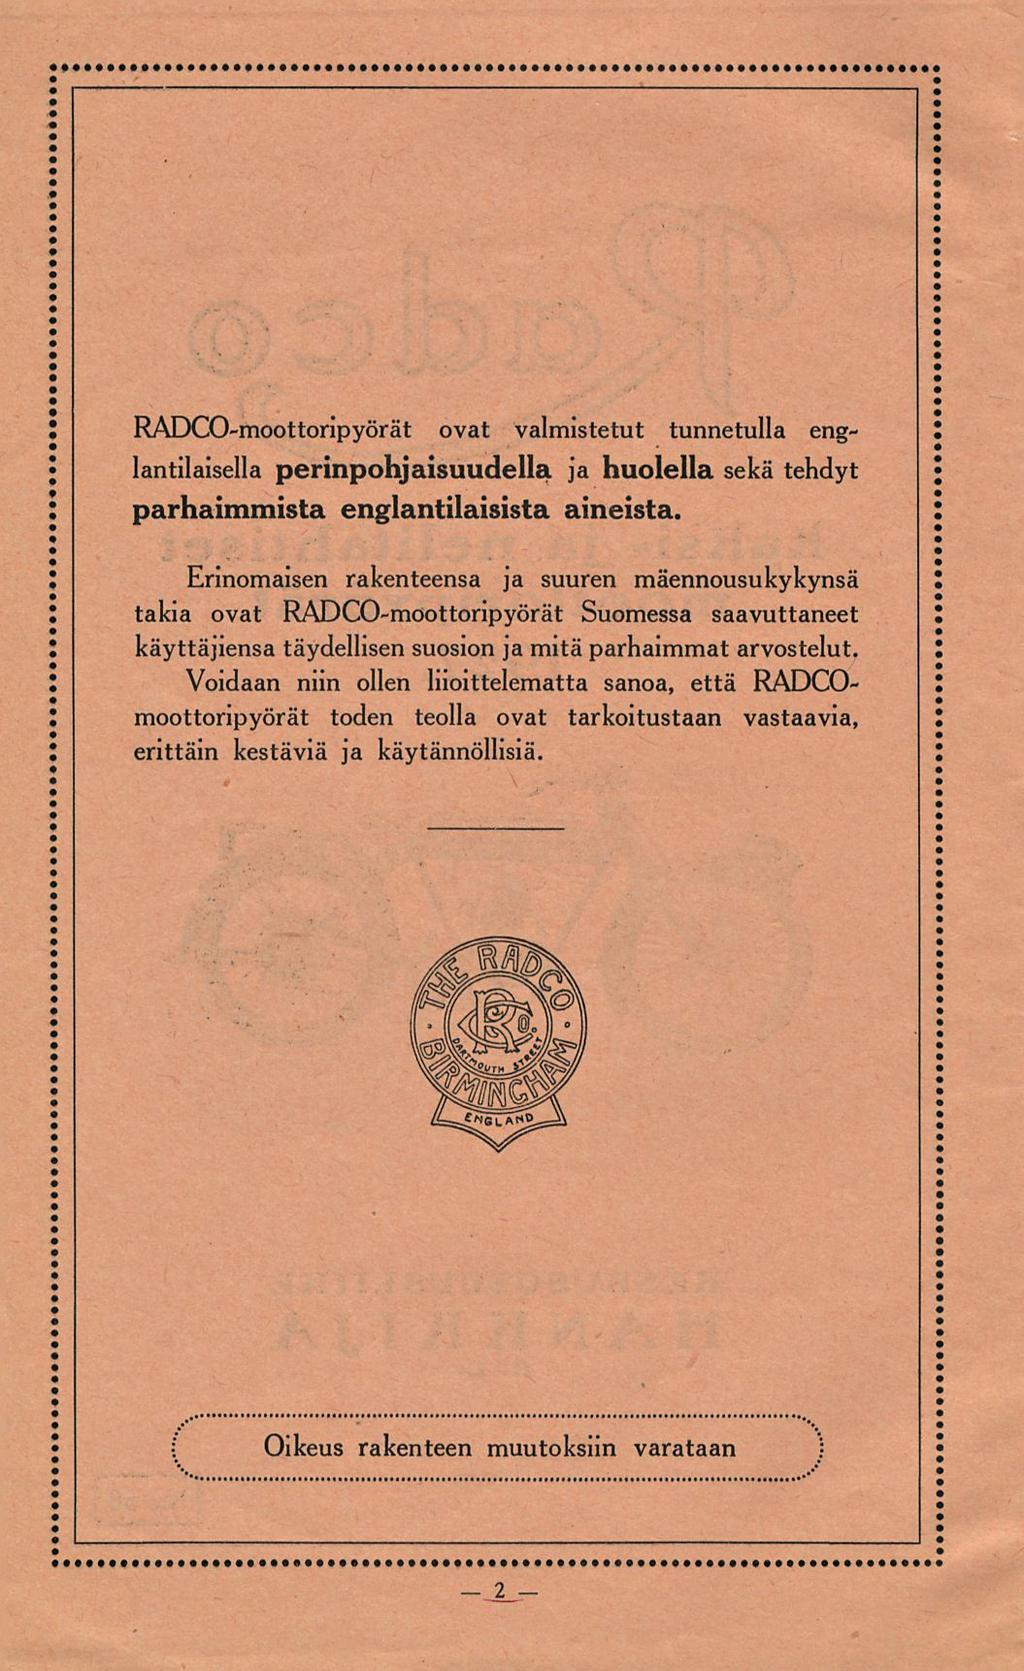 RADCO-moottoripyörät ovat valmistetut tunnetulla eng-
lantilaisella perinpohjaisuudella ja huolella sekä tehdyt
parhaimmista englantilaisista aineista.
Erinomaisen rakenteensa ja suuren mäennousukykynsä
takia ovat RADCO-moottoripyörät Suomessa saavuttaneet
käyttäjiensa täydellisen suosion ja mitä parhaimmat arvostelut.
Voidaan niin ollen liioittelematta sanoa, että RADCO-
moottoripyörät toden teolla ovat tarkoitustaan vastaavia,
erittäin kestäviä ja käytännöllisiä.
THE RADCO
DARTMOUTH STREET
BIRMINGHAM
ENGLAND
Oikeus rakenteen muutoksiin varataan
— 2 —